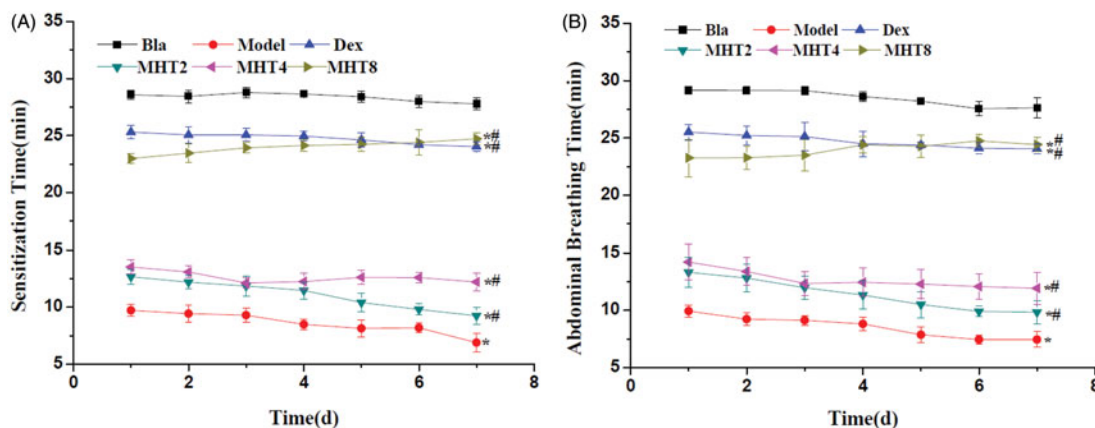 (A)
Bla Model Dex
MHT2 MHT4 MHT8
35
30
25
20
15
10
5
0 2 4 6 8
Sensitization Time(min)
Time(d)
*#
*#
*#
*#
*
(B)
Bla Model Dex
MHT2 MHT4 MHT8
35
30
25
20
15
10
5
0 2 4 6 8
Abdominal Breathing Time(min)
Time(d)
*#
*#
*#
*#
*